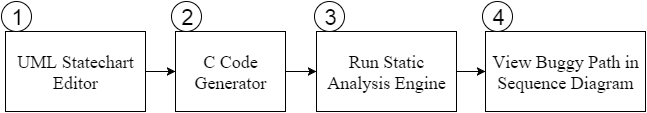 1
UML Statechart
Editor
2
C Code
Generator
3
Run Static
Analysis Engine
4
View Buggy Path in
Sequence Diagram